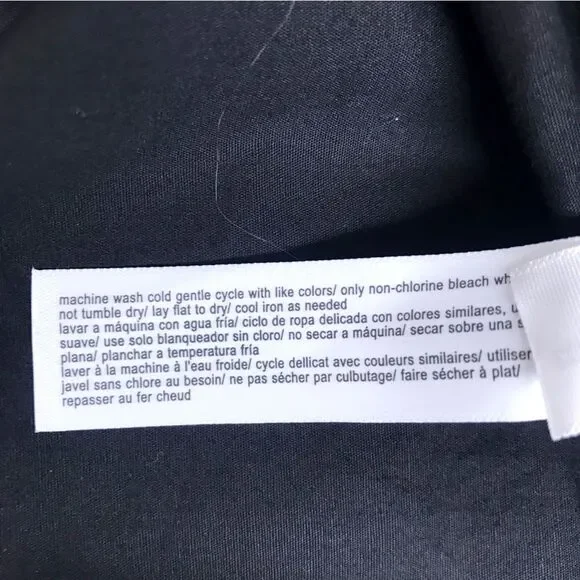 machine wash cold gentle cycle with like colors/ only non-chlorine bleach
not tumble dry/ lay flat to dry/ cool iron as needed
lavar a máquina con agua fría/ ciclo de ropa delicada con colores similares,
suave/ use solo blanqueador sin cloro/ no secar a máquina/ secar sobre una
plana/ planchar a temperatura fría
laver à la machine à l'eau froide/ cycle dellicat avec couleurs similaires/ utiliser
javel sans chlore au besoin/ ne pas sécher par culbutage/ faire sécher à plat/
repasser au fer cheud